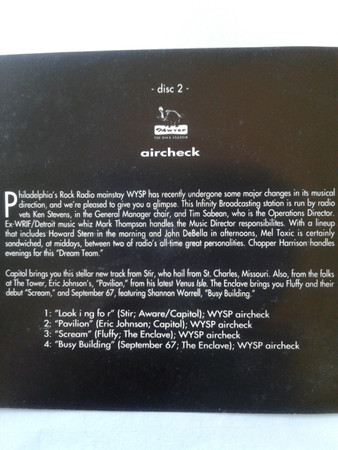 - disc 2 -
aircheck
Philadelphia's Rock Radio mainstay WYSP has recently undergone some major changes in its musical
direction, and we're pleased to give you a glimpse. This Infinity Broadcasting station is run by radio
vets Ken Stevens, in the General Manager chair, and Tim Sabean, who is the Operations Director.
Ex-WRIF/Detroit music whiz Mark Thompson handles the Music Director responsibilites. With a lineup
that includes Howard Stern in the morning and John DeBella in afternoons, Mel Toxic is certainly
sandwiched, at middays, between two of radio's all-time great personalities. Chopper Harrison handles
evenings for this "Dream Team."
Capitol brings you this stellar new track from Stir, who hail from St. Charles, Missouri. Also, from the folks
at The Tower, Eric Johnson's, "Pavilion," from his latest Venus Isle. The Enclave brings you Fluffy and their
debut "Scream," and September 67, featuring Shannon Worrell, "Busy Building."
1: "Look i ng fo r" (Stir; Aware/Capitol); WYSP aircheck
2: "Pavilion" (Eric Johnson; Capitol); WYSP aircheck
3: "Scream" (Fluffy; The Enclave); WYSP aircheck
4: "Busy Building" (September 67; The Enclave); WYSP aircheck